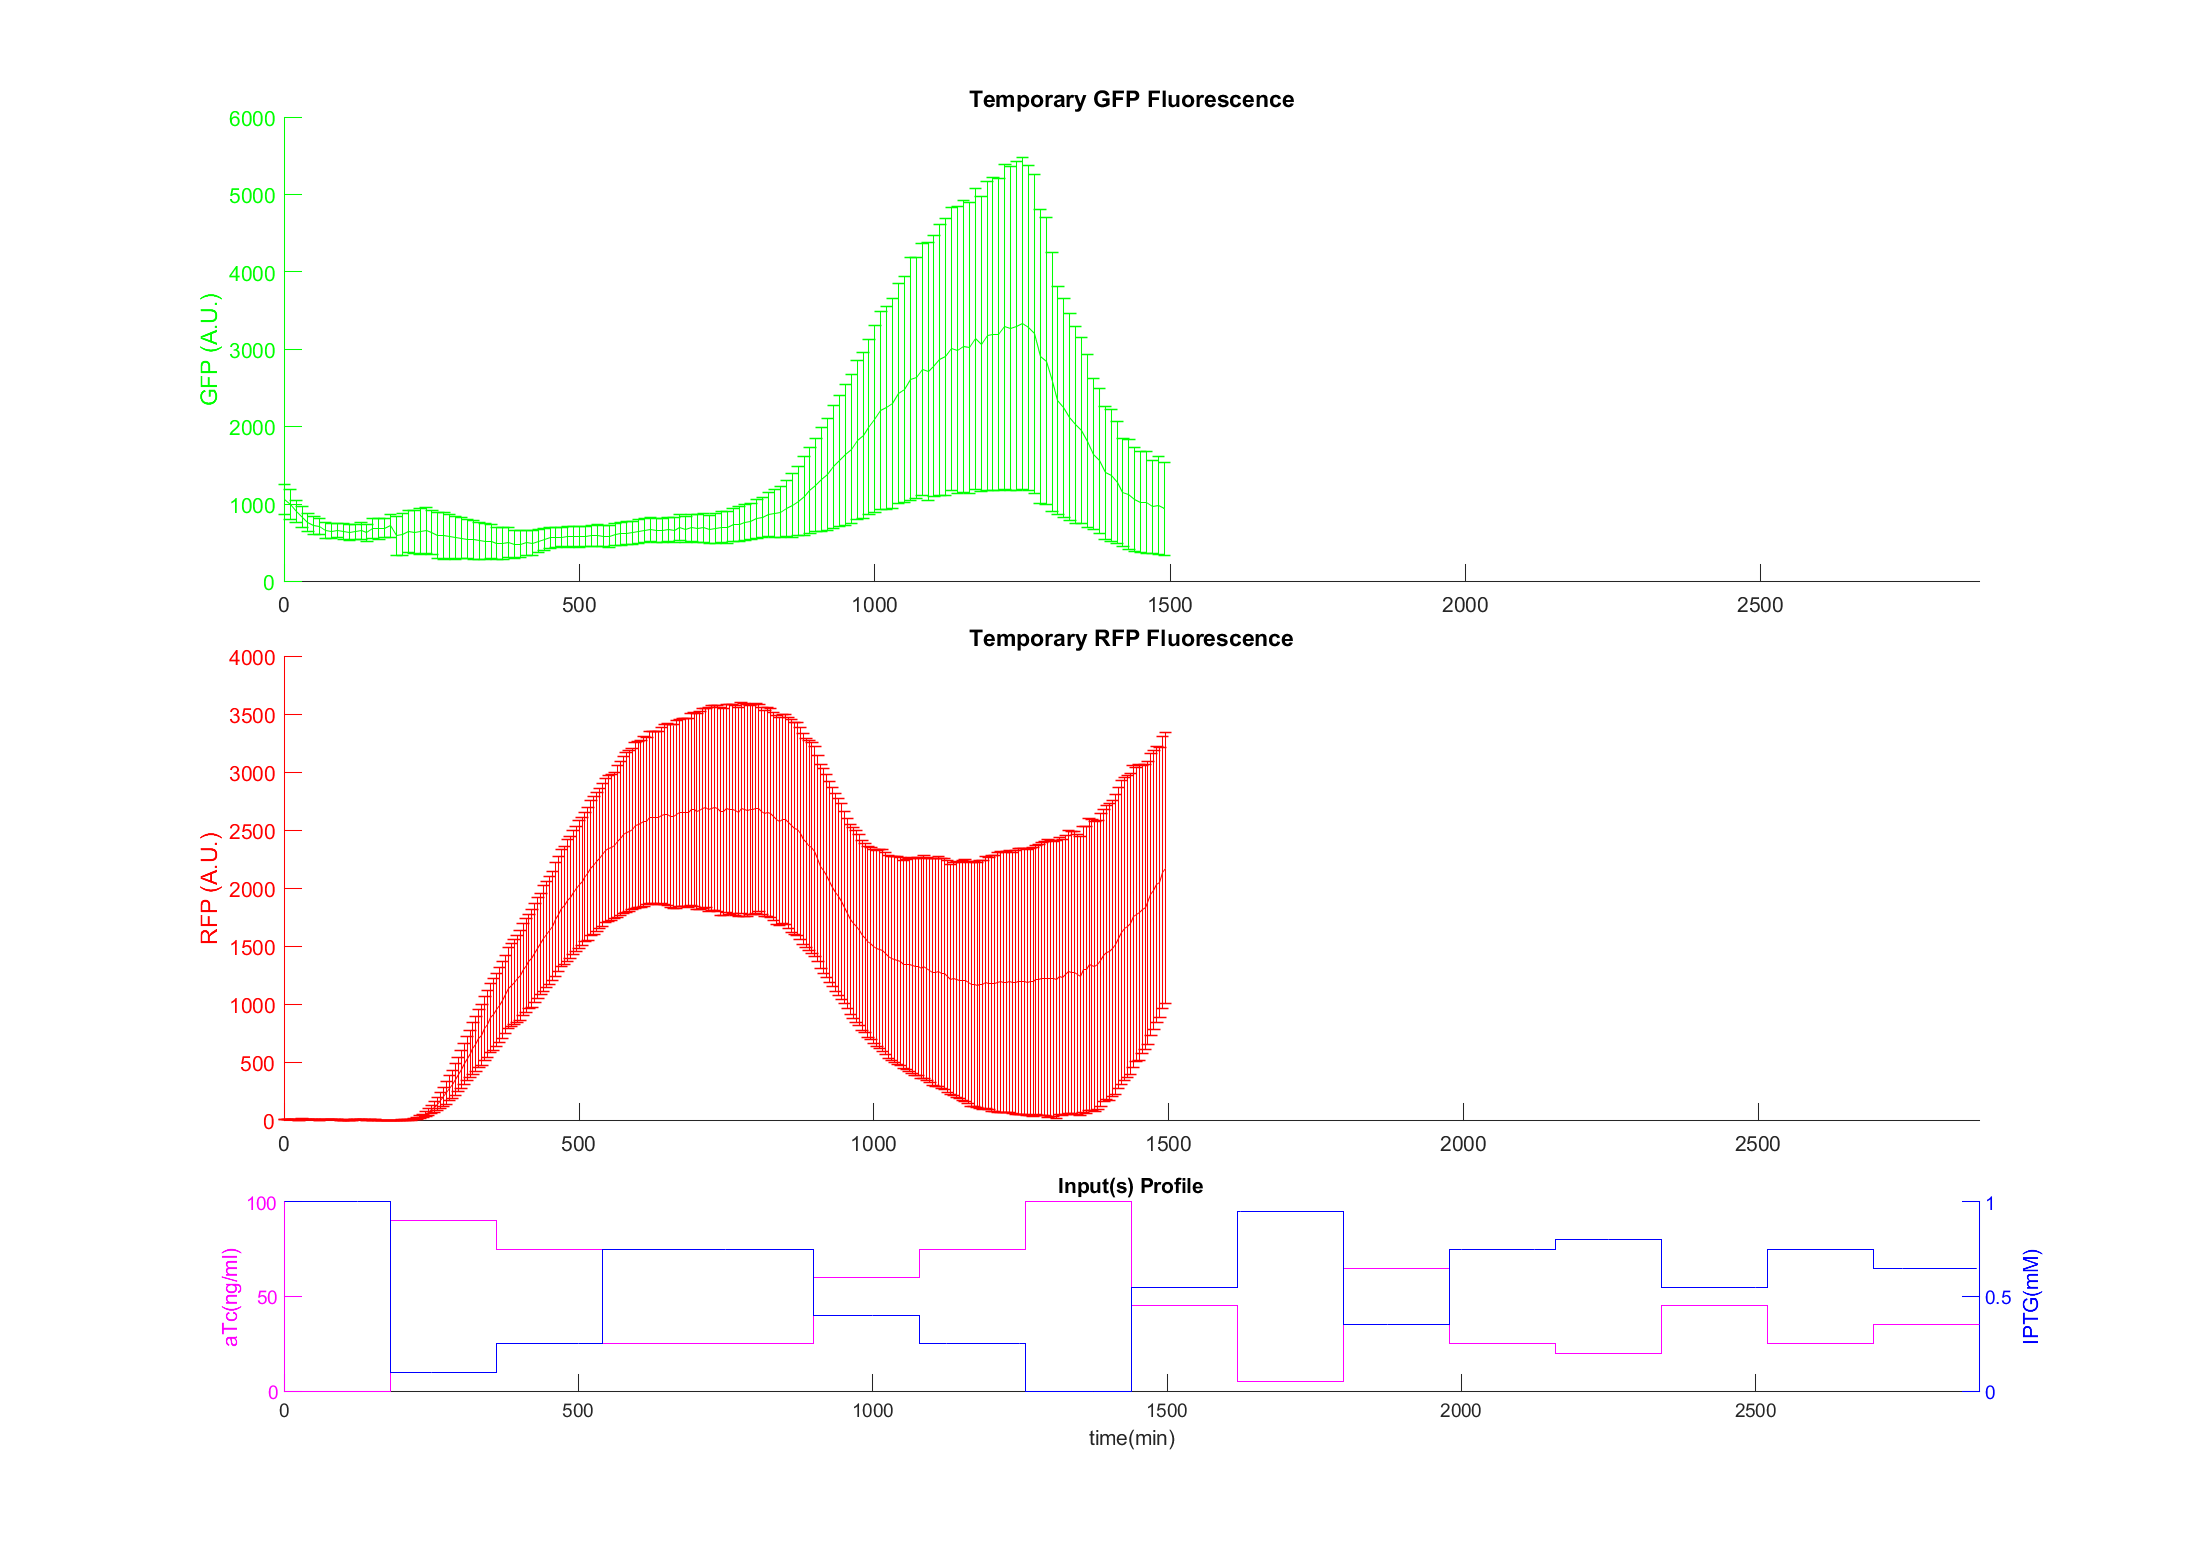 Temporary GFP Fluorescence
6000
5000
4000
3000
2000
1000
0
GFP (A.U.)
0 500 1000 1500 2000 2500
Temporary RFP Fluorescence
4000
3500
3000
2500
2000
1500
1000
500
0
RFP (A.U.)
0 500 1000 1500 2000 2500
Input(s) Profile
100
50
0
aTc(ng/ml)
1
0.5
0
IPTG(mM)
0 500 1000 1500 2000 2500
time(min)